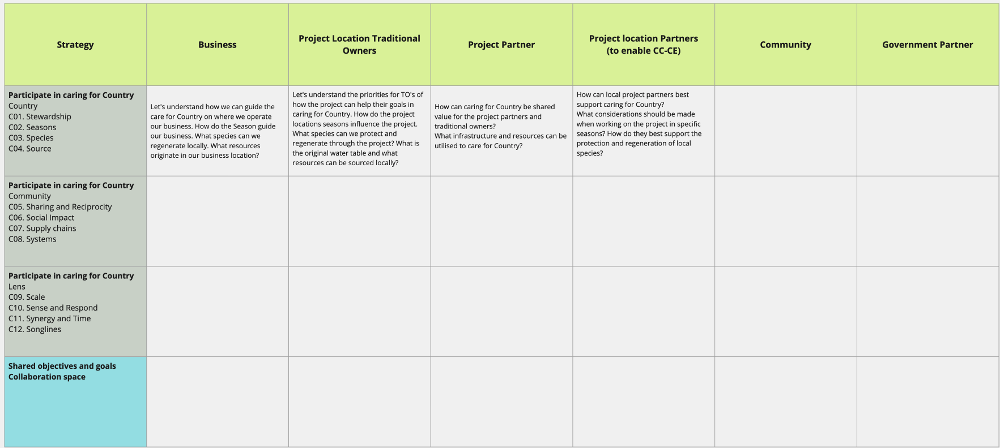 Strategy
Business
Project Location Traditional
Owners
Project Partner
Project location Partners
(to enable CC-CE)
Community
Government Partner
Participate in caring for Country
Country
C01. Stewardship
C02. Seasons
C03. Species
C04. Source
Let's understand how we can guide the
care for Country on where we operate
our business. How do the Season guide
our business. What species can we
regenerate locally. What resources
originate in our business location?
Let's understand the priorities for TO's of
how the project can help their goals in
caring for Country. How do the project
locations seasons influence the project.
What species can we protect and
regenerate through the project? What is
the original water table and what
resources can be sourced locally?
How can caring for Country be shared
value for the project partners and
traditional owners?
What infrastructure and resources can be
utilised to care for Country?
How can local project partners best
support caring for Country?
What considerations should be made
when working on the project in specific
seasons? How do they best support the
protection and regeneration of local
species?
Participate in caring for Country
Community
C05. Sharing and Reciprocity
C06. Social Impact
C07. Supply chains
C08. Systems
Participate in caring for Country
Lens
C09. Scale
C10. Sense and Respond
C11. Synergy and Time
C12. Songlines
Shared objectives and goals
Collaboration space